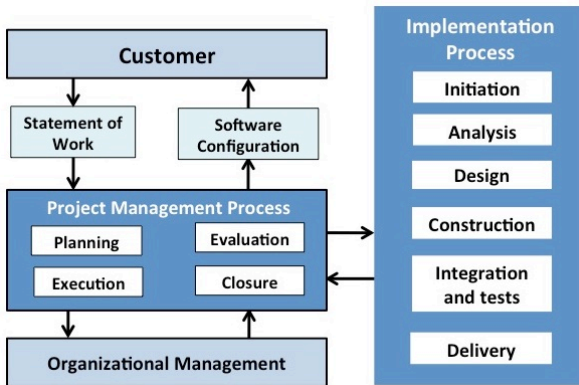 Customer
Statement of
Work
Software
Configuration
Project Management Process
Planning
Evaluation
Execution
Closure
Organizational Management
Implementation
Process
Initiation
Analysis
Design
Construction
Integration
and tests
Delivery